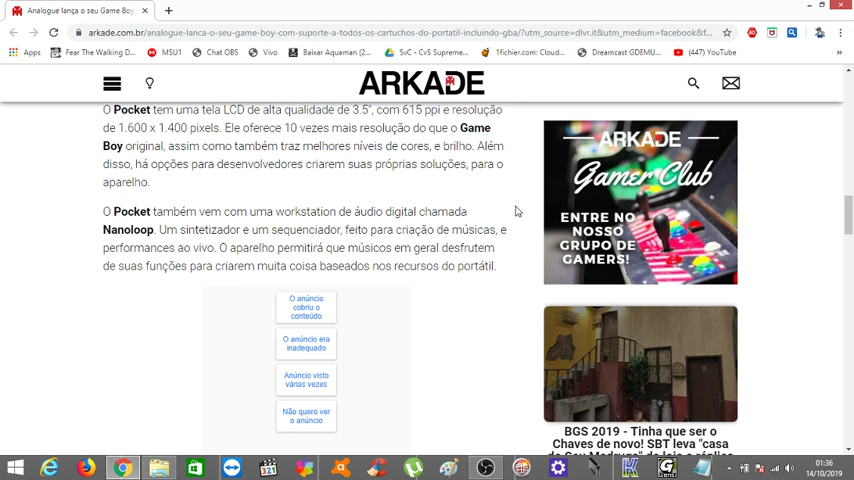 Analogue lança o seu Game Boy
arkade.com.br/analogue-lanca-o-seu-game-boy-com-suporte-a-todos-os-cartuchos-do-portatil-incluindo-gba/?utm_source=dlvr.it&utm_medium=facebook&f...
Apps
Fear The Walking D...
MSU1
Chat OBS
Vivo
Baixar Aquaman (2...
SvC - CvS Supreme...
1fichier.com: Cloud...
Dreamcast GDEMU...
(447) YouTube
»
ARKADE
O Pocket tem uma tela LCD de alta qualidade de 3.5", com 615 ppi e resolução
de 1.600 x 1.400 pixels. Ele oferece 10 vezes mais resolução do que o Game
Boy original, assim como também traz melhores níveis de cores, e brilho. Além
disso, há opções para desenvolvedores criarem suas próprias soluções, para o
aparelho.
O Pocket também vem com uma workstation de áudio digital chamada
Nanoloop. Um sintetizador e um sequenciador, feito para criação de músicas, e
performances ao vivo. O aparelho permitirá que músicos em geral desfrutem
de suas funções para criarem muita coisa baseados nos recursos do portátil.
O anúncio
cobriu o
conteúdo
O anúncio era
inadequado
Anúncio visto
várias vezes
Não quero ver
o anúncio
ARKADE
Gamer Club
ENTRE NO
NOSSO
GRUPO DE
GAMERS!
BGS 2019 - Tinha que ser o
Chaves de novo! SBT leva "casa
do Seu Madruga" de leilo e réplica
321
01:36
14/10/2019